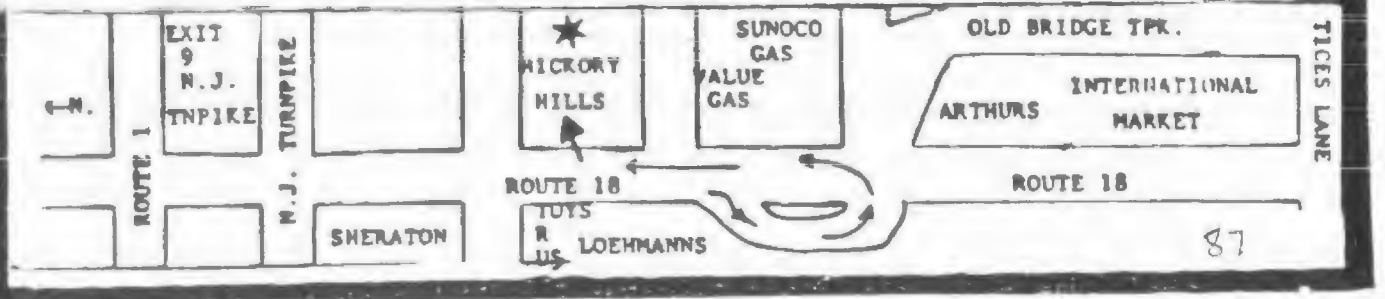 EXIT
9
N.J.
TNPIKE
←N.
ROUTE 1
N.J. TURNPIKE
HICKORY
HILLS
SUNOCO
GAS
VALUE
GAS
OLD BRIDGE TPK.
ARTHURS
INTERNATIONAL
MARKET
TICES LANE
ROUTE 18
ROUTE 18
SHERATON
TOYS
R
US
LOEHMANNS
87